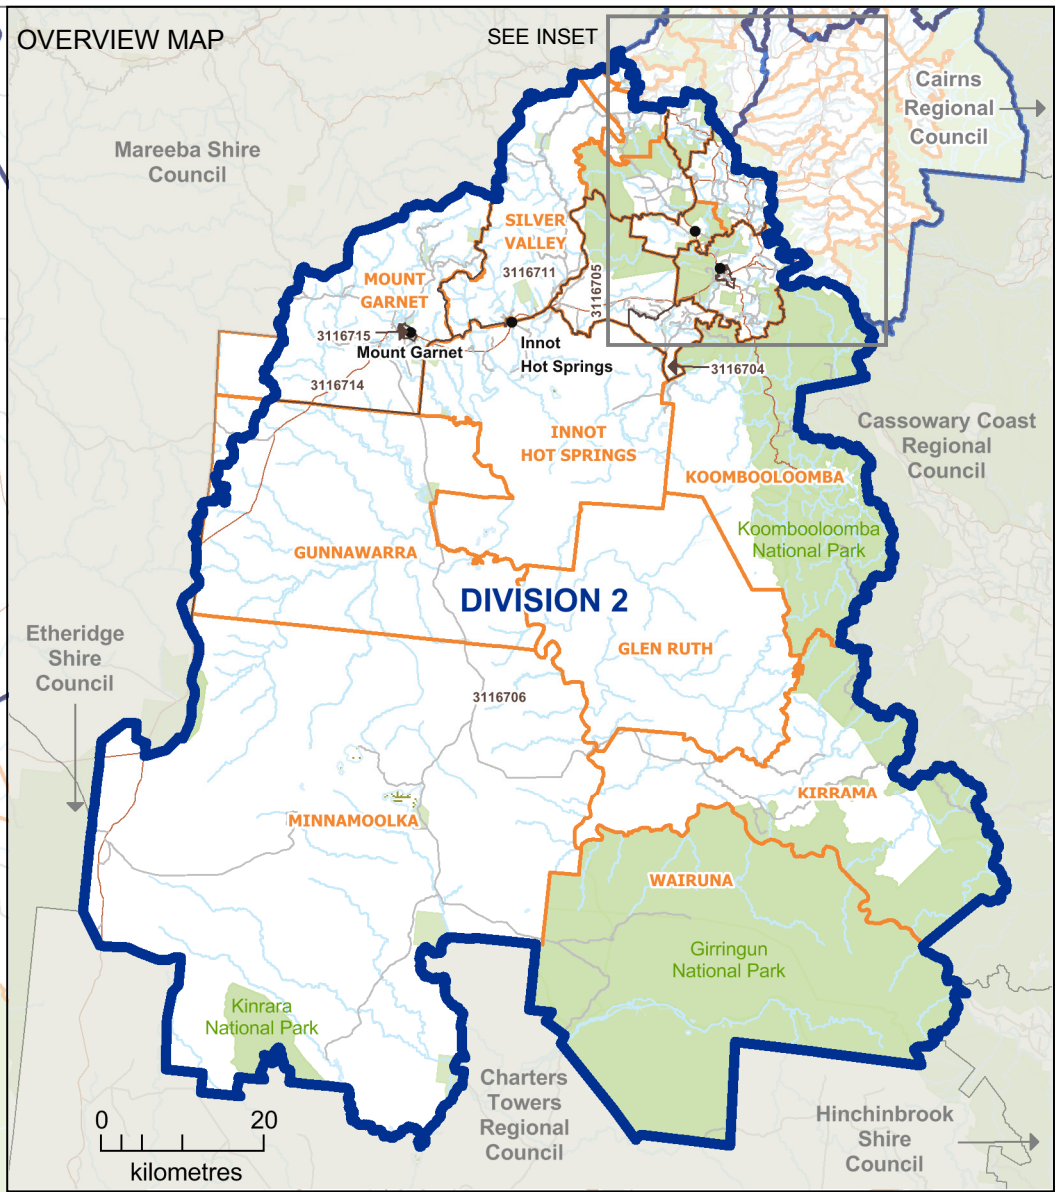 OVERVIEW MAP
SEE INSET
Cairns
Regional
Council
Mareeba Shire
Council
SILVER
VALLEY
3116711
3116705
MOUNT
GARNET
3116715
Mount Garnet
Innot
Hot Springs
3116704
3116714
INNOT
HOT SPRINGS
Cassowary Coast
Regional
Council
KOOMBOOLOOMBA
Koombooloomba
National Park
GUNNAWARRA
DIVISION 2
Etheridge
Shire
Council
GLEN RUTH
3116706
KIRRAMA
MINNAMOOLKA
WAIRUNA
Girringun
National Park
Kinrara
National Park
Charters
Towers
Regional
Council
Hinchinbrook
Shire
Council
0 20
kilometres